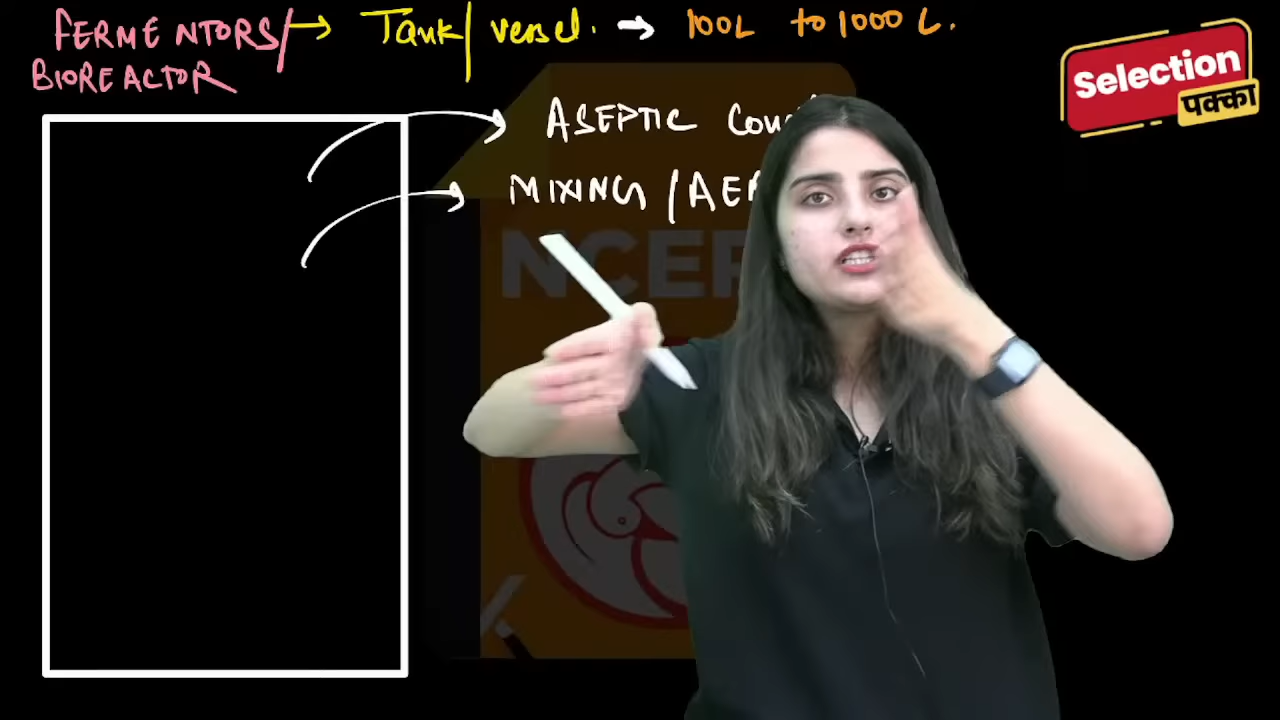 FERMENTORS/ → Tank/ vessel. → 100L to 1000 L.
BIOREACTOR
Selection
पक्का
ASEPTIC
MIXING /